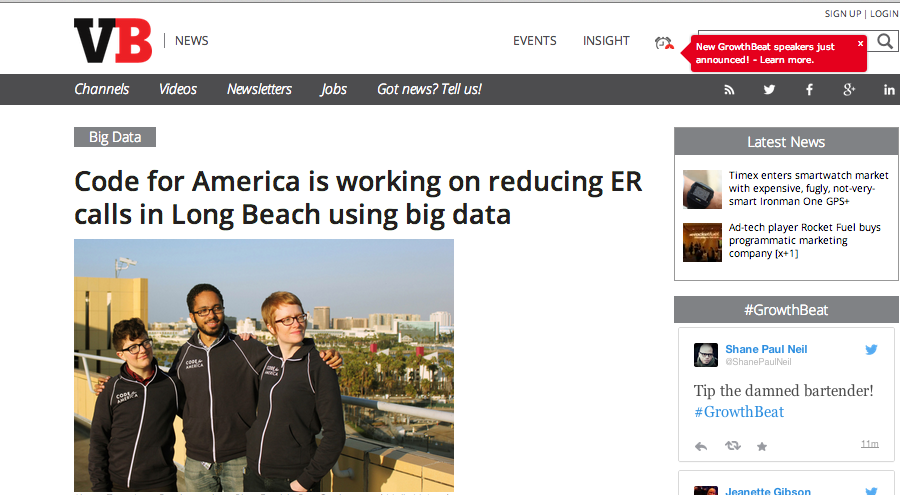 SIGN UP | LOGIN
VB | NEWS
EVENTS
INSIGHT
New GrowthBeat speakers just
announced! - Learn more.
x
Channels
Videos
Newsletters
Jobs
Got news? Tell us!
Big Data
Code for America is working on reducing ER
calls in Long Beach using big data
CODE for
AMERICA
CODE for
AMERICA
CODE for
AMERICA
Latest News
Timex enters smartwatch market
with expensive, fugly, not-very-
smart Ironman One GPS+
Ad-tech player Rocket Fuel buys
programmatic marketing
company [x+1]
#GrowthBeat
Shane Paul Neil
@ShanePaulNeil
Tip the damned bartender!
#GrowthBeat
11m
Jeanette Gibson